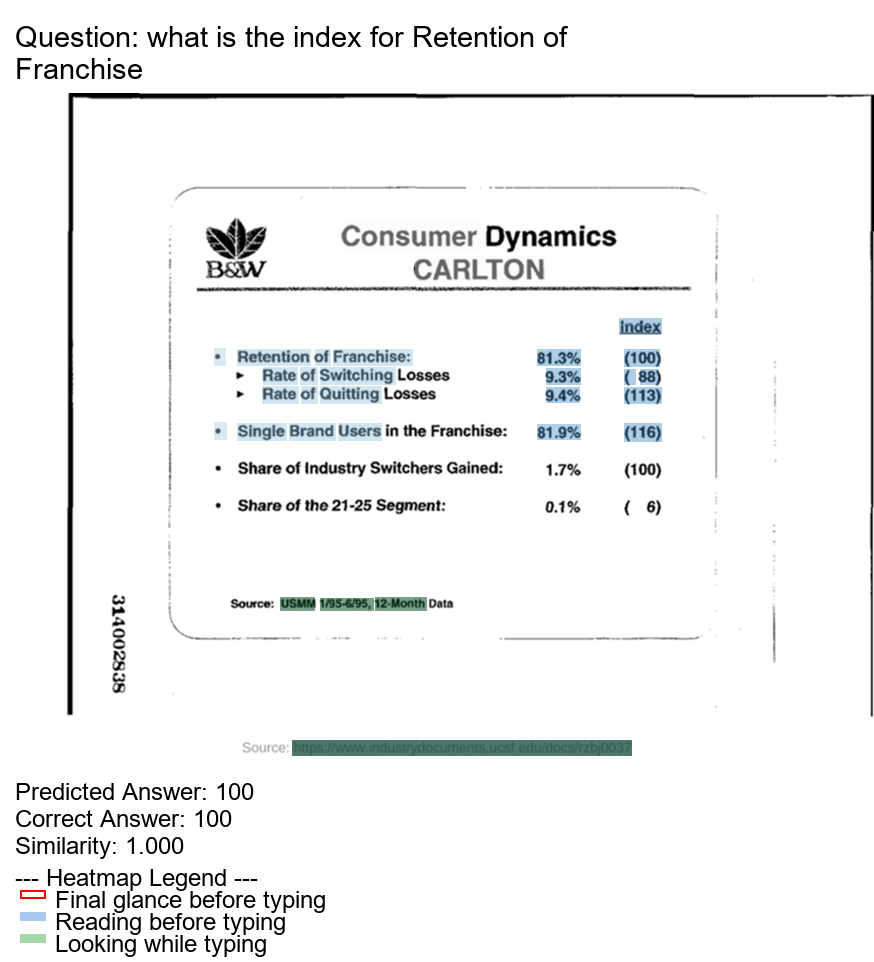 Question: what is the index for Retention of
Franchise
B&W
Consumer Dynamics
CARLTON
Index
• Retention of Franchise: 81.3% (100)
► Rate of Switching Losses 9.3% ( 88)
► Rate of Quitting Losses 9.4% (113)
• Single Brand Users in the Franchise: 81.9% (116)
• Share of Industry Switchers Gained: 1.7% (100)
• Share of the 21-25 Segment: 0.1% ( 6)
Source: USMM 1/95-6/95, 12-Month Data
314002838
Source: https://www.industrydocuments.ucsf.edu/docs/rzbj0037
Predicted Answer: 100
Correct Answer: 100
Similarity: 1.000
--- Heatmap Legend ---
Final glance before typing
Reading before typing
Looking while typing